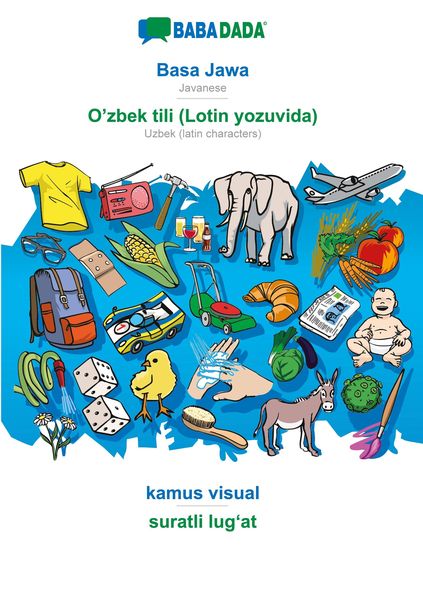 BABADADA®
Basa Jawa
Javanese
O’zbek tili (Lotin yozuvida)
Uzbek (latin characters)
kamus visual
suratli lug‘at